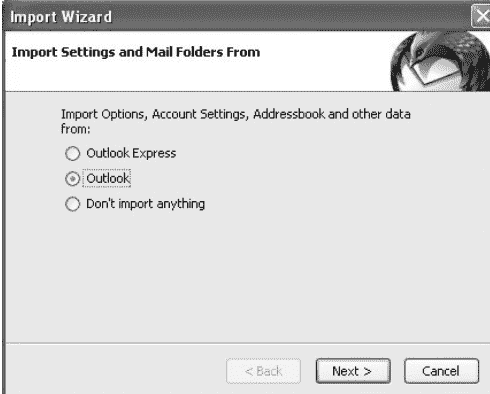 Import Wizard
Import Settings and Mail Folders From
Import Options, Account Settings, Addressbook and other data
from:
Outlook Express
Outlook
Don't import anything
< Back Next > Cancel